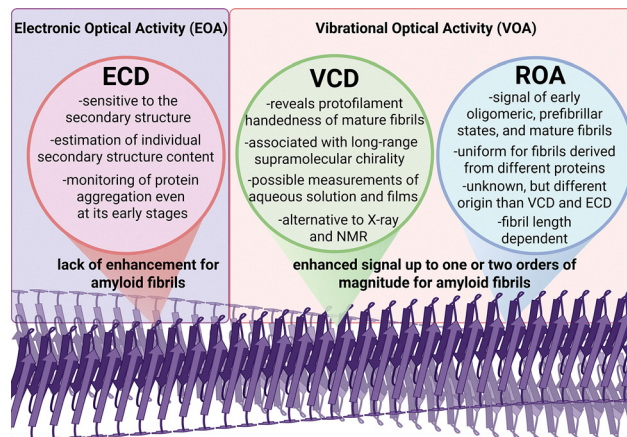 Electronic Optical Activity (EOA)
Vibrational Optical Activity (VOA)
ECD
-sensitive to the
secondary structure
-estimation of individual
secondary structure content
-monitoring of protein
aggregation even
at its early stages
lack of enhancement for
amyloid fibrils
VCD
-reveals protofilament
handedness of mature fibrils
-associated with long-range
supramolecular chirality
-possible measurements of
aqueous solution and films
-alternative to X-ray
and NMR
ROA
-signal of early
oligomeric, prefibrillar
states, and mature fibrils
-uniform for fibrils derived
from different proteins
-unknown, but different
origin than VCD and ECD
-fibril length
dependent
enhanced signal up to one or two orders of
magnitude for amyloid fibrils